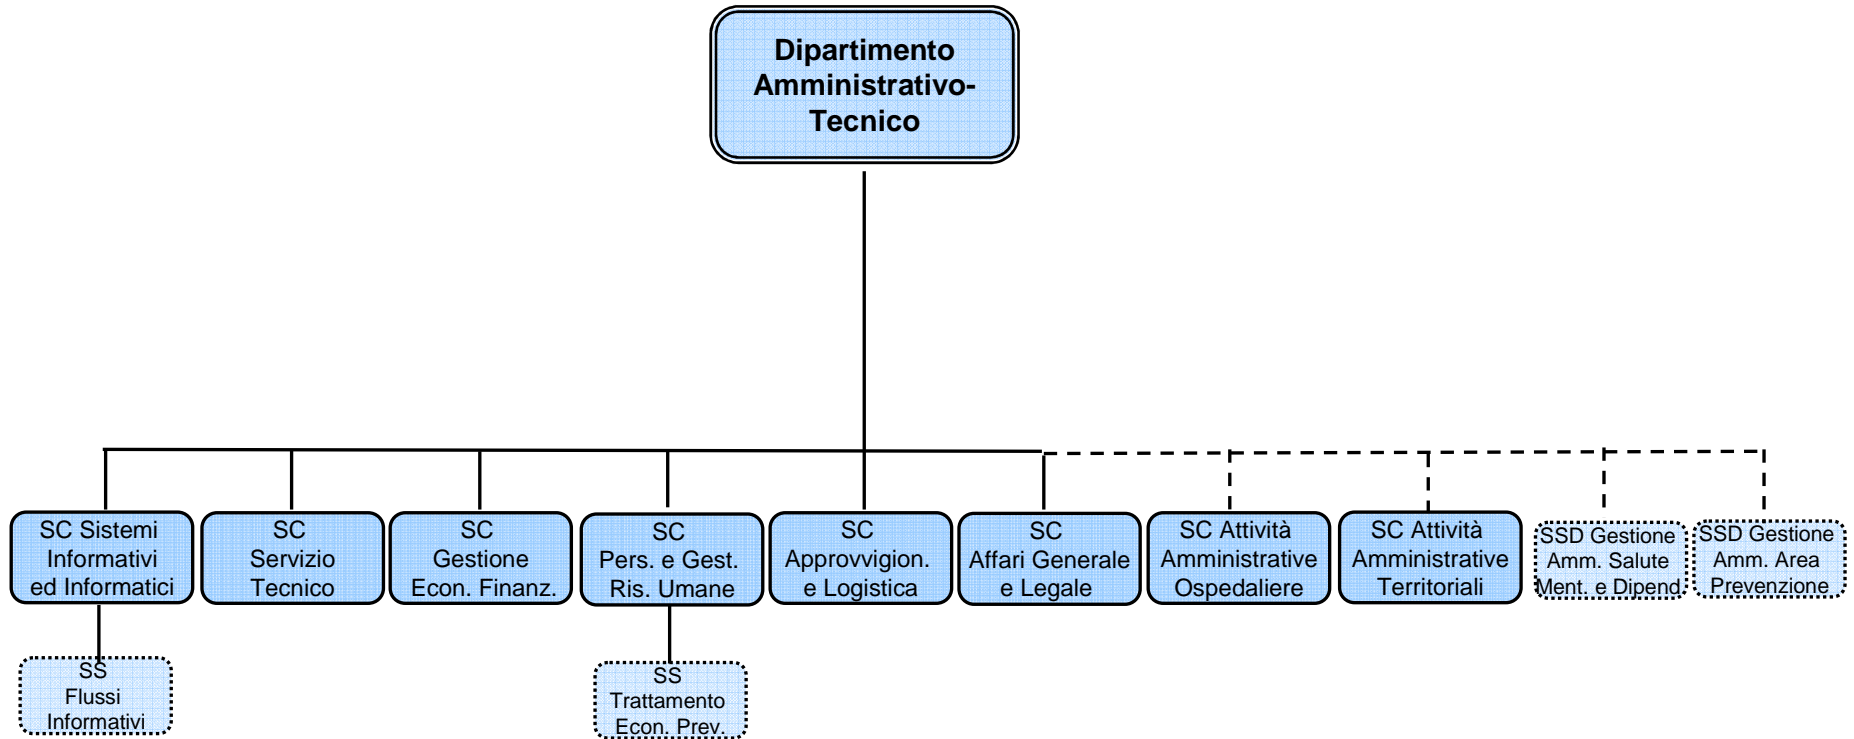 Dipartimento
Amministrativo-
Tecnico
SC Sistemi
Informativi
ed Informatici
SC
Servizio
Tecnico
SC
Gestione
Econ. Finanz.
SC
Pers. e Gest.
Ris. Umane
SC
Approvvigion.
e Logistica
SC
Affari Generale
e Legale
SC Attività
Amministrative
Ospedaliere
SC Attività
Amministrative
Territoriali
SSD Gestione
Amm. Salute
Ment. e Dipend
SSD Gestione
Amm. Area
Prevenzione
SS
Flussi
Informativi
SS
Trattamento
Econ. Prev.